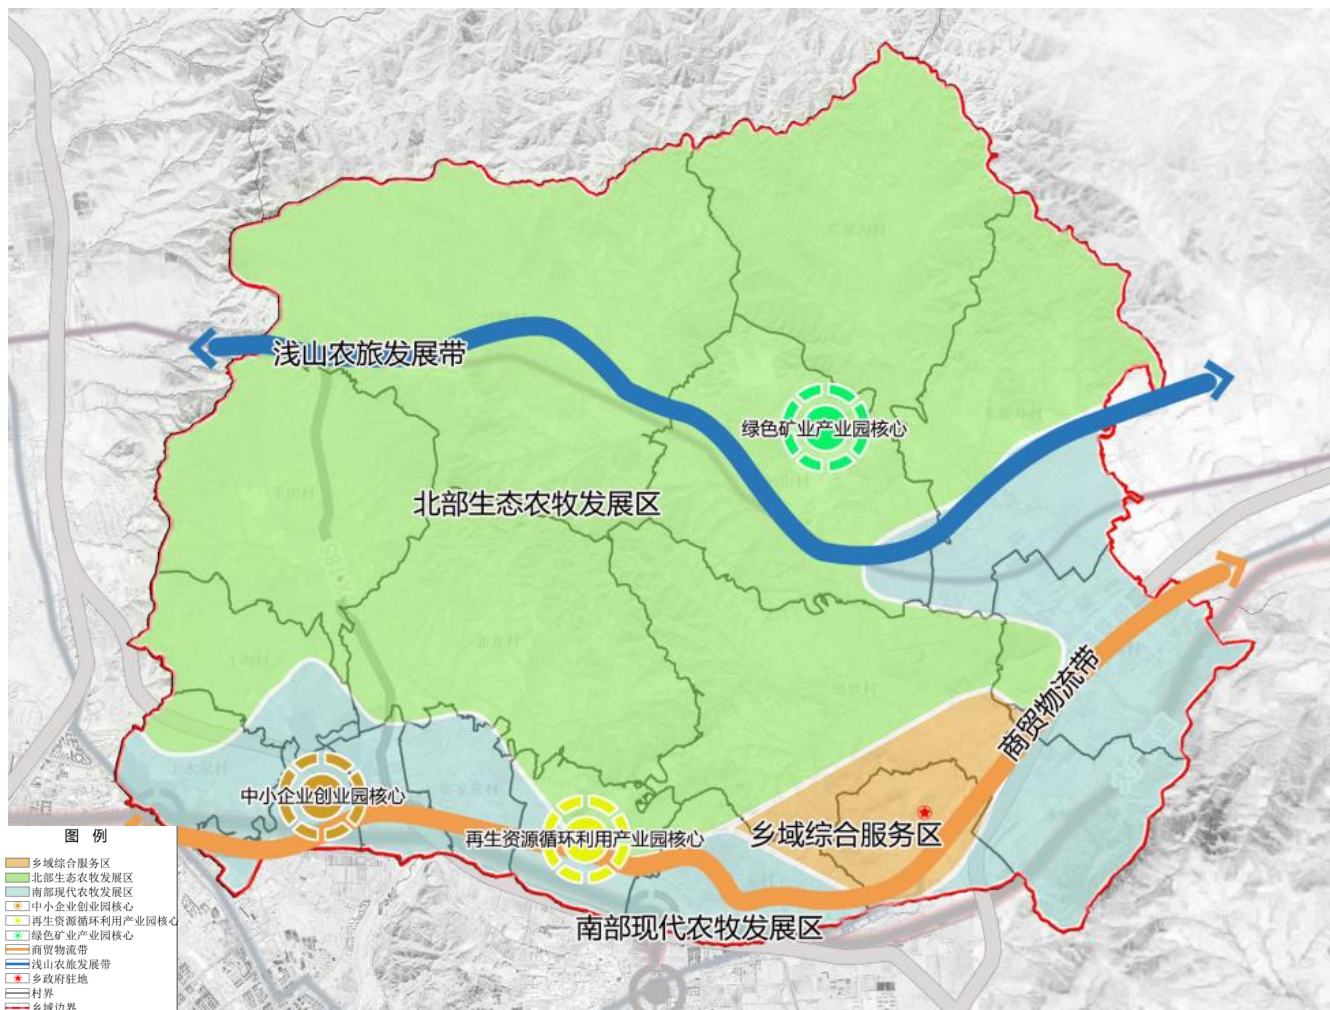 浅山农旅发展带
绿色矿业产业园核心
北部生态农牧发展区
商贸物流带
中小企业创业园核心
再生资源循环利用产业园核心
乡域综合服务区
南部现代农牧发展区
图 例
乡域综合服务区
北部生态农牧发展区
南部现代农牧发展区
中小企业创业园核心
再生资源循环利用产业园核心
绿色矿业产业园核心
商贸物流带
浅山农旅发展带
乡政府驻地
村界
乡域边界